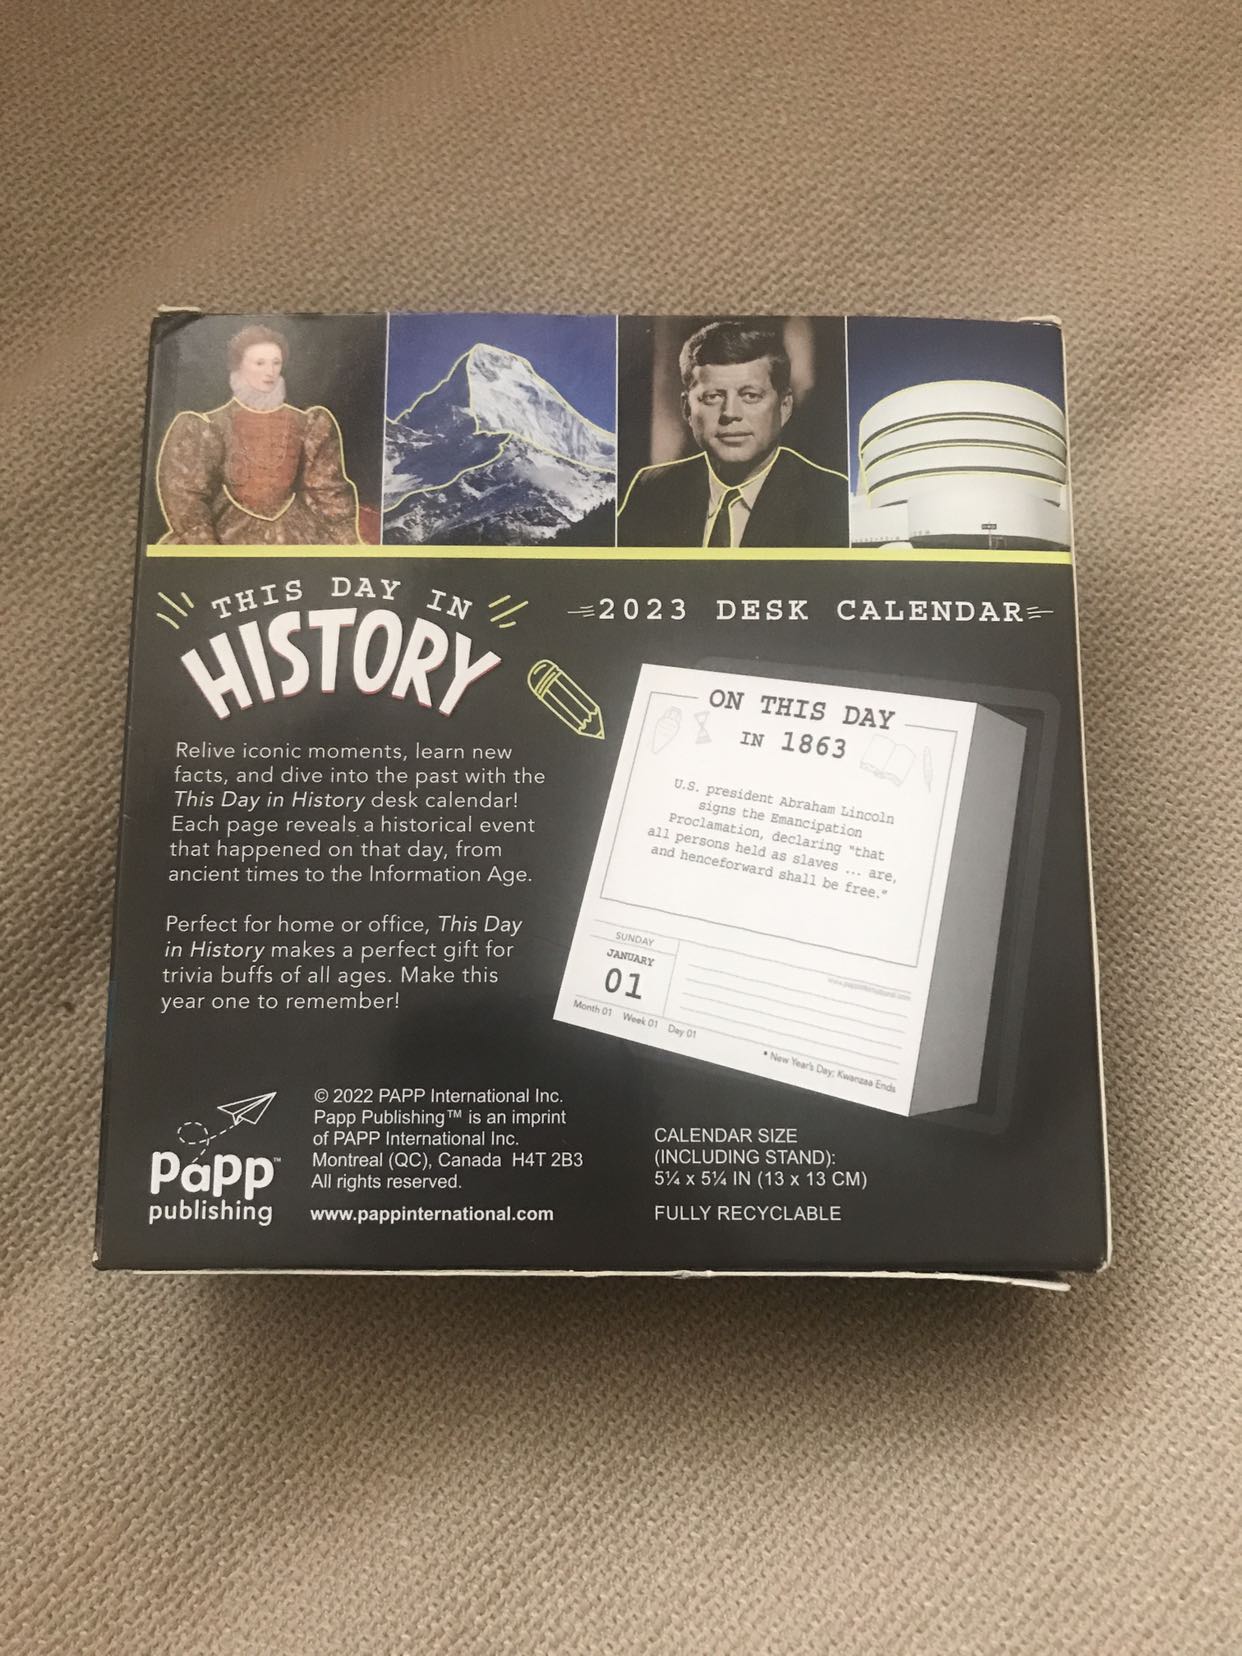 THIS DAY IN
HISTORY
2023 DESK CALENDAR
Relive iconic moments, learn new
facts, and dive into the past with the
This Day in History desk calendar!
Each page reveals a historical event
that happened on that day, from
ancient times to the Information Age.
Perfect for home or office, This Day
in History makes a perfect gift for
trivia buffs of all ages. Make this
year one to remember!
ON THIS DAY
IN 1863
U.S. president Abraham Lincoln
signs the Emancipation
Proclamation, declaring "that
all persons held as slaves ... are,
and henceforward shall be free."
SUNDAY
JANUARY
01
www.pappinternational.com
Month 01 Week 01 Day 01
• New Year's Day; Kwanzaa Ends
papp™
publishing
© 2022 PAPP International Inc.
Papp Publishing™ is an imprint
of PAPP International Inc.
Montreal (QC), Canada H4T 2B3
All rights reserved.
www.pappinternational.com
CALENDAR SIZE
(INCLUDING STAND):
5¼ x 5¼ IN (13 x 13 CM)
FULLY RECYCLABLE